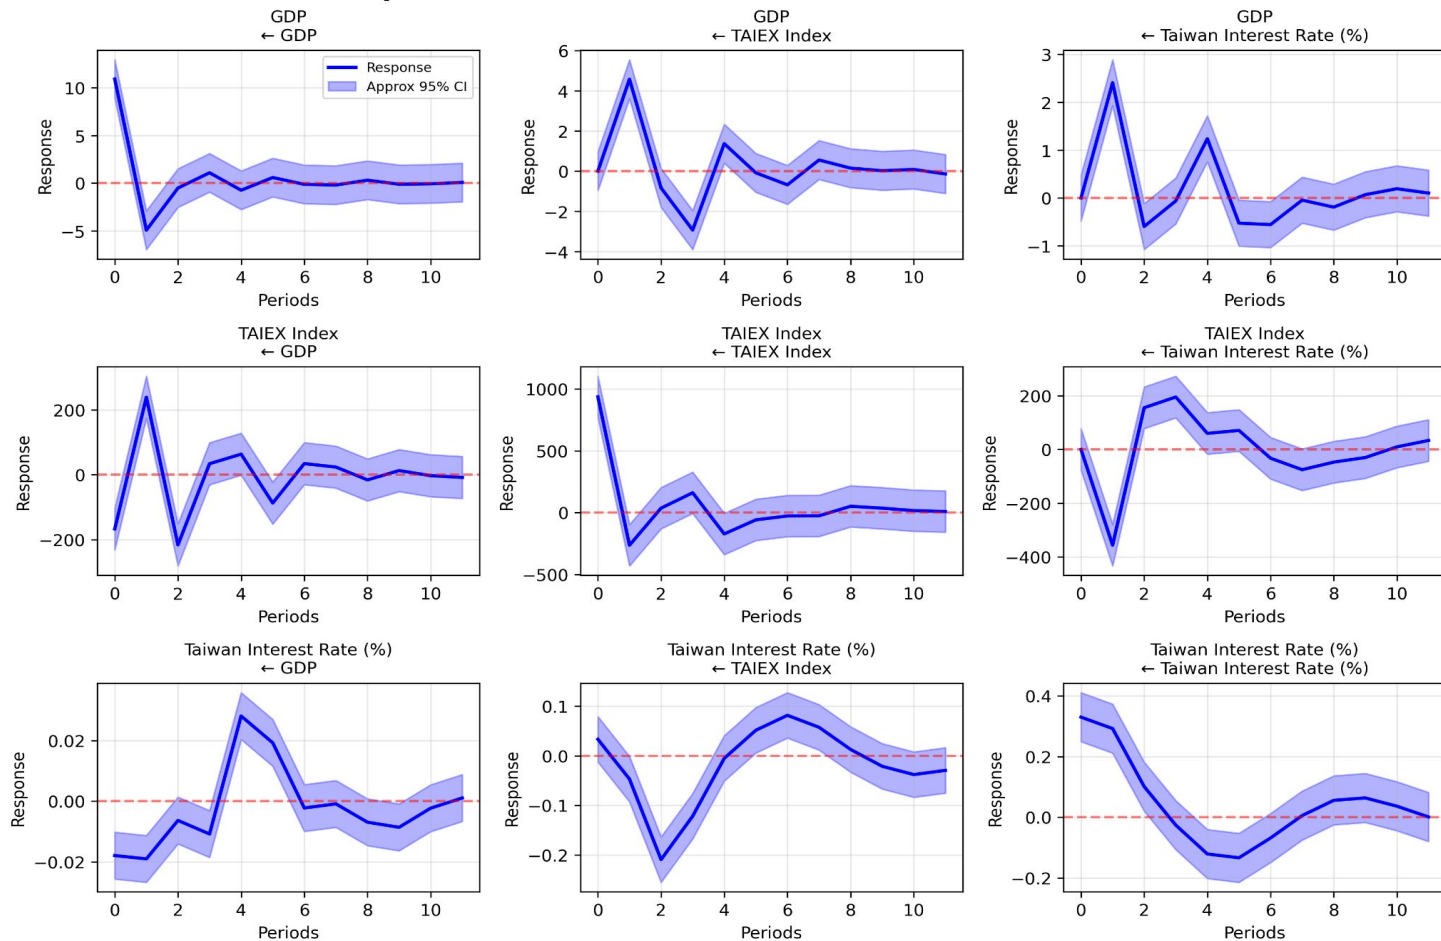 GDP
← GDP
GDP
← TAIEX Index
GDP
← Taiwan Interest Rate (%)
Response
Approx 95% CI
10
5
0
−5
Response
0 2 4 6 8 10
Periods
6
4
2
0
−2
−4
Response
0 2 4 6 8 10
Periods
3
2
1
0
−1
Response
0 2 4 6 8 10
Periods
TAIEX Index
← GDP
TAIEX Index
← TAIEX Index
TAIEX Index
← Taiwan Interest Rate (%)
200
0
−200
Response
0 2 4 6 8 10
Periods
1000
500
0
−500
Response
0 2 4 6 8 10
Periods
200
0
−200
−400
Response
0 2 4 6 8 10
Periods
Taiwan Interest Rate (%)
← GDP
Taiwan Interest Rate (%)
← TAIEX Index
Taiwan Interest Rate (%)
← Taiwan Interest Rate (%)
0.02
0.00
−0.02
Response
0 2 4 6 8 10
Periods
0.1
0.0
−0.1
−0.2
Response
0 2 4 6 8 10
Periods
0.4
0.2
0.0
−0.2
Response
0 2 4 6 8 10
Periods